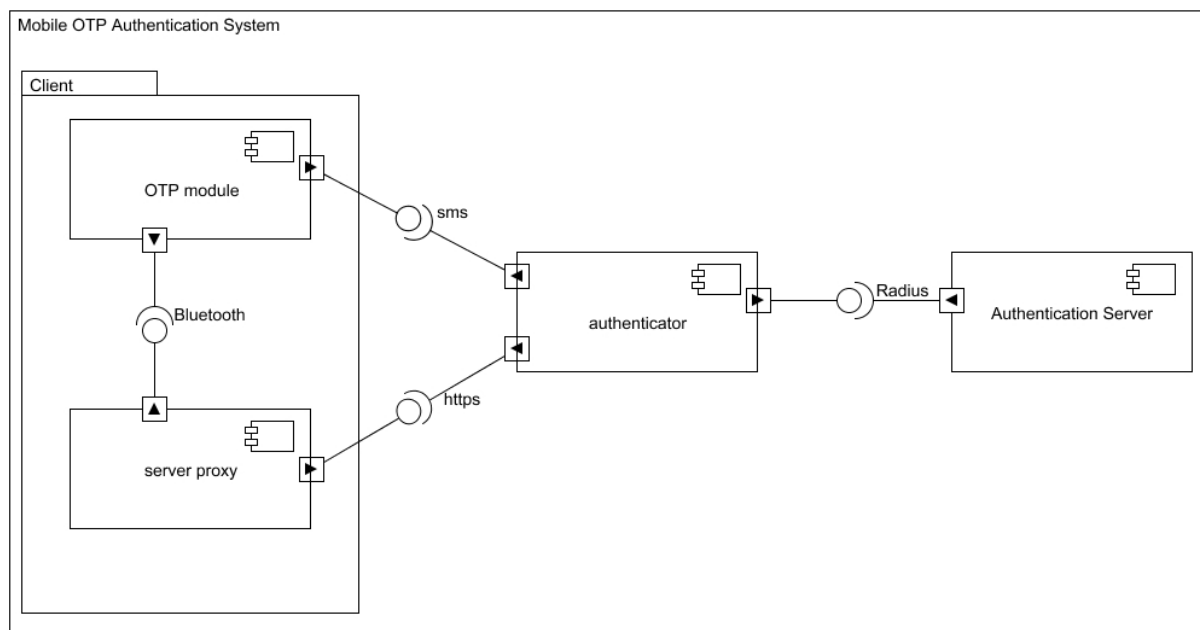 Mobile OTP Authentication System
Client
OTP module
sms
Bluetooth
Radius
authenticator
Authentication Server
https
server proxy